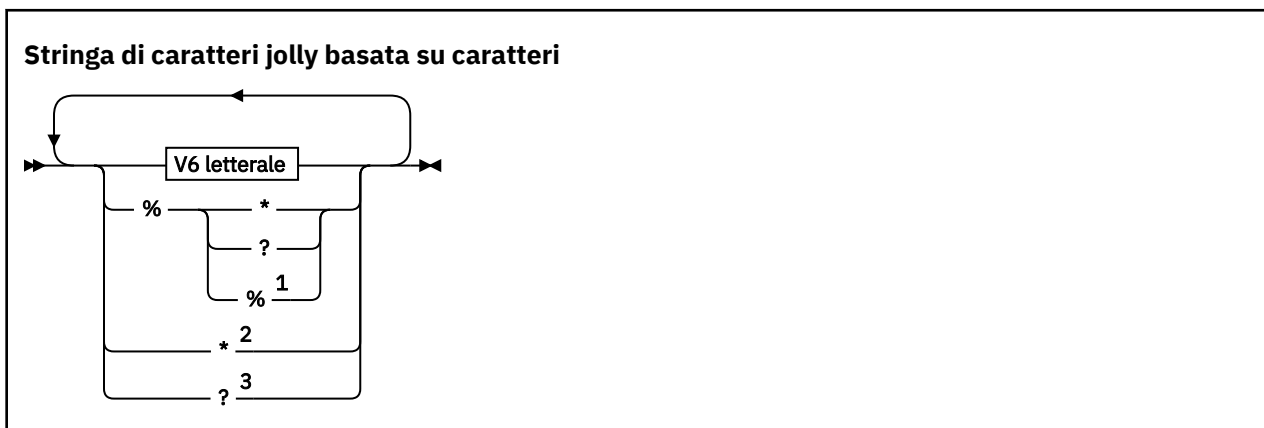 Stringa di caratteri jolly basata su caratteri
V6 letterale
% *
?
% 1
* 2
? 3